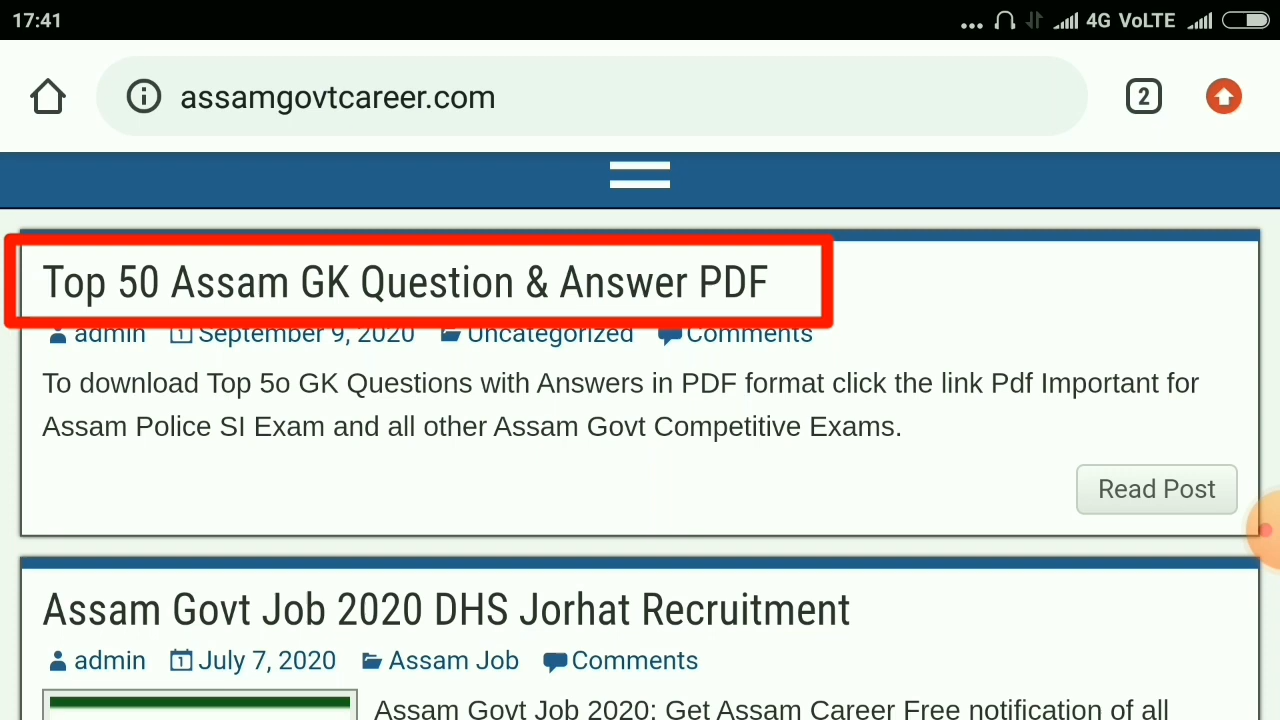 17:41
4G VoLTE
assamgovtcareer.com
2
Top 50 Assam GK Question & Answer PDF
admin September 9, 2020 Uncategorized Comments
To download Top 5o GK Questions with Answers in PDF format click the link Pdf Important for
Assam Police SI Exam and all other Assam Govt Competitive Exams.
Read Post
Assam Govt Job 2020 DHS Jorhat Recruitment
admin July 7, 2020 Assam Job Comments
Assam Govt Job 2020: Get Assam Career Free notification of all